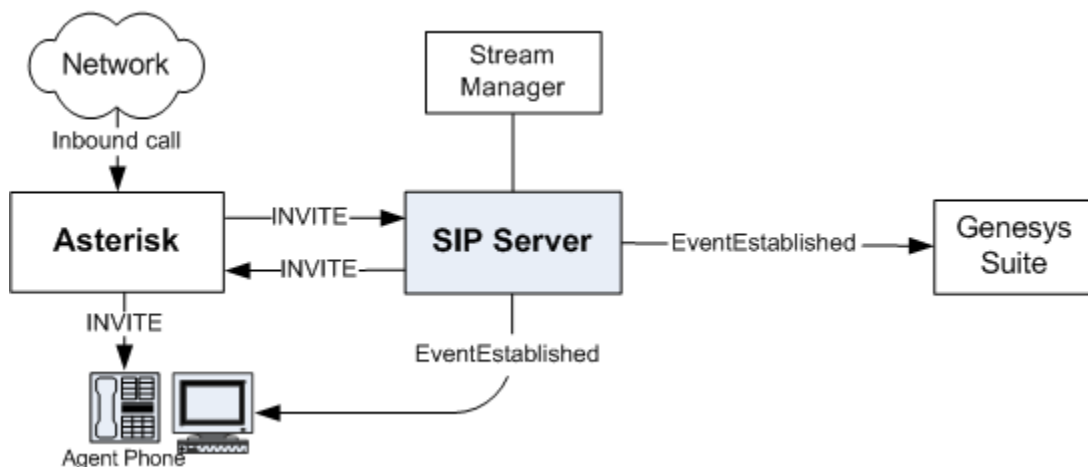 Network
Stream
Manager
Inbound call
Asterisk
INVITE
SIP Server
EventEstablished
Genesys
Suite
INVITE
INVITE
EventEstablished
Agent Phone